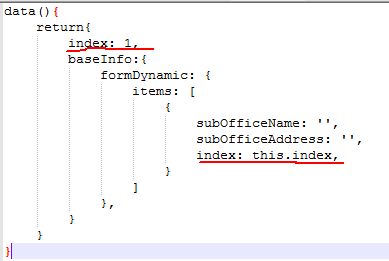 data(){
return{
index: 1,
baseInfo:{
formDynamic: {
items: [
{
subOfficeName: '',
subOfficeAddress: '',
index: this.index,
}
]
},
}
}
}